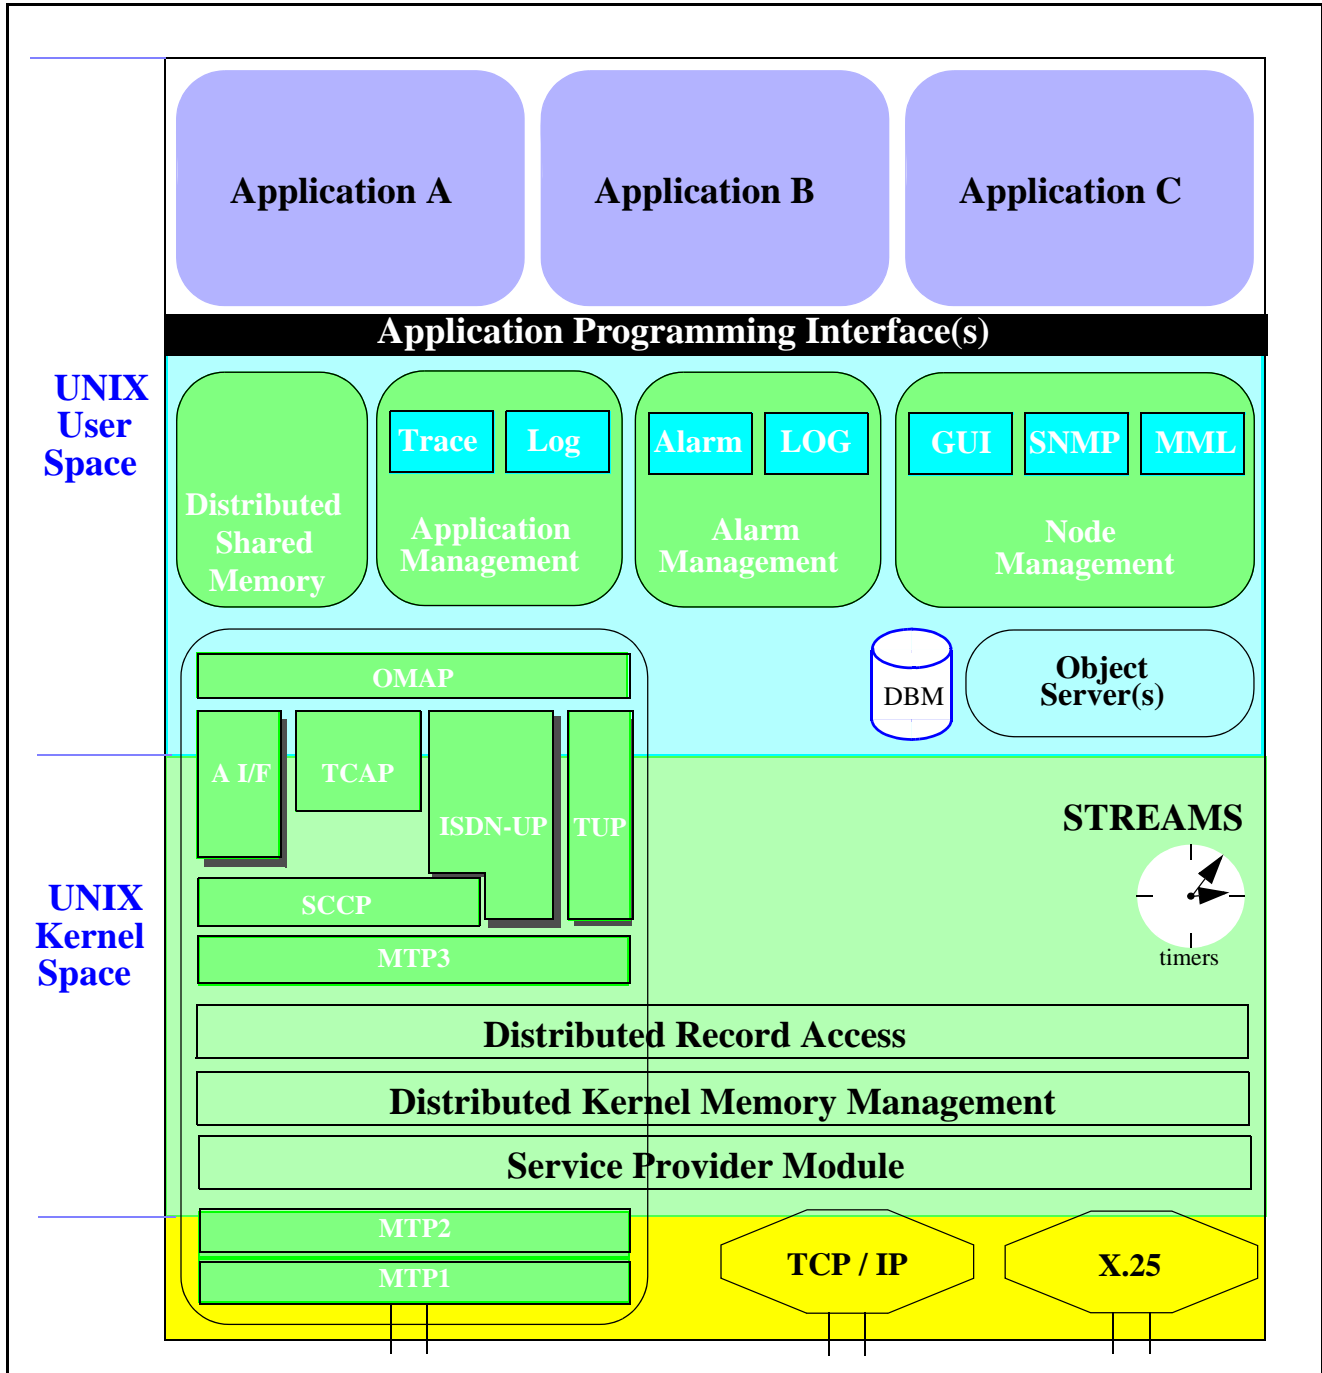 Application A
Application B
Application C
Application Programming Interface(s)
UNIX
User
Space
Trace
Log
Alarm
LOG
GUI
SNMP
MML
Distributed
Shared
Memory
Application
Management
Alarm
Management
Node
Management
OMAP
DBM
Object
Server(s)
A I/F
TCAP
ISDN-UP
TUP
STREAMS
UNIX
Kernel
Space
SCCP
MTP3
timers
Distributed Record Access
Distributed Kernel Memory Management
Service Provider Module
MTP2
MTP1
TCP / IP
X.25